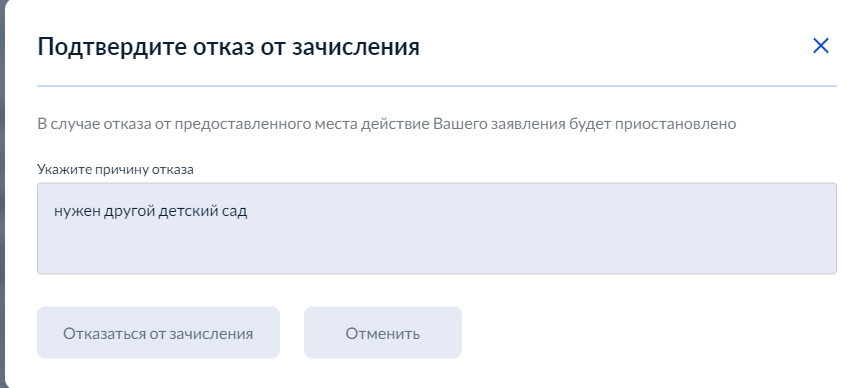 Подтвердите отказ от зачисления
В случае отказа от предоставленного места действие Вашего заявления будет приостановлено
Укажите причину отказа
нужен другой детский сад
Отказаться от зачисления
Отменить